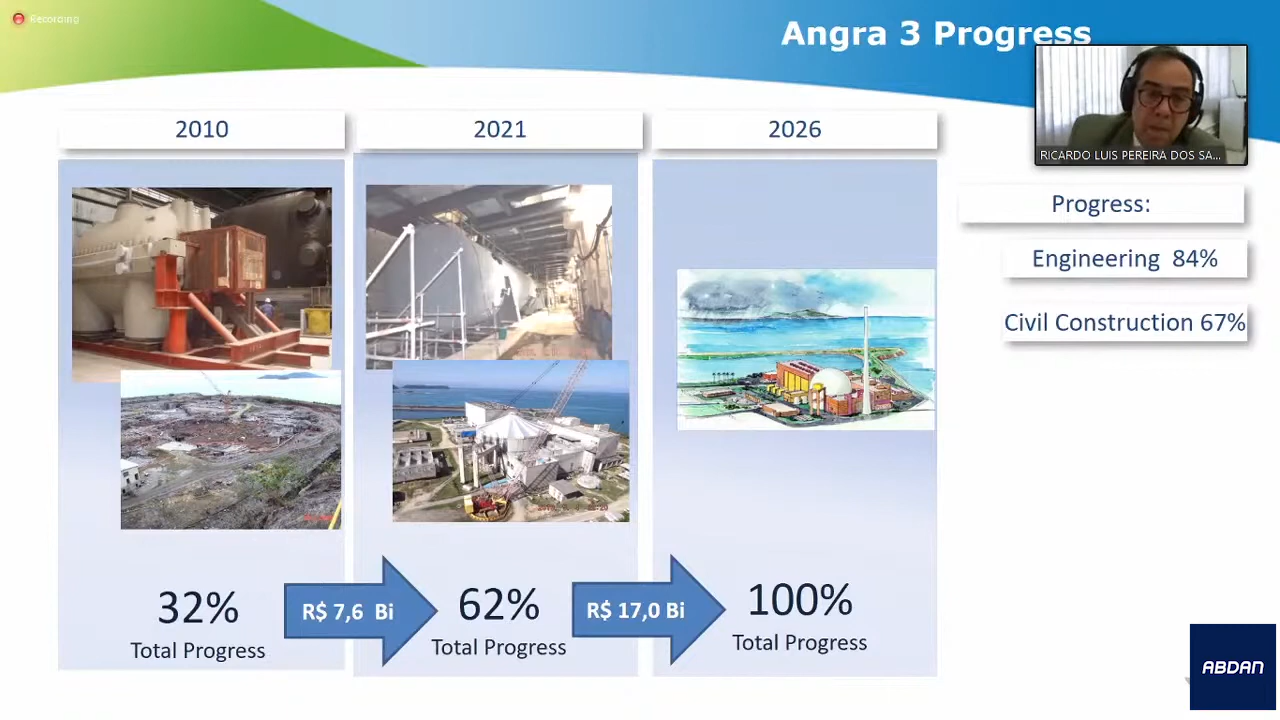 Recording
Angra 3 Progress
RICARDO LUIS PEREIRA DOS SA...
2010
2021
2026
Progress:
Engineering 84%
Civil Construction 67%
32%
Total Progress
R$ 7,6 Bi
62%
Total Progress
R$ 17,0 Bi
100%
Total Progress
ABDAN